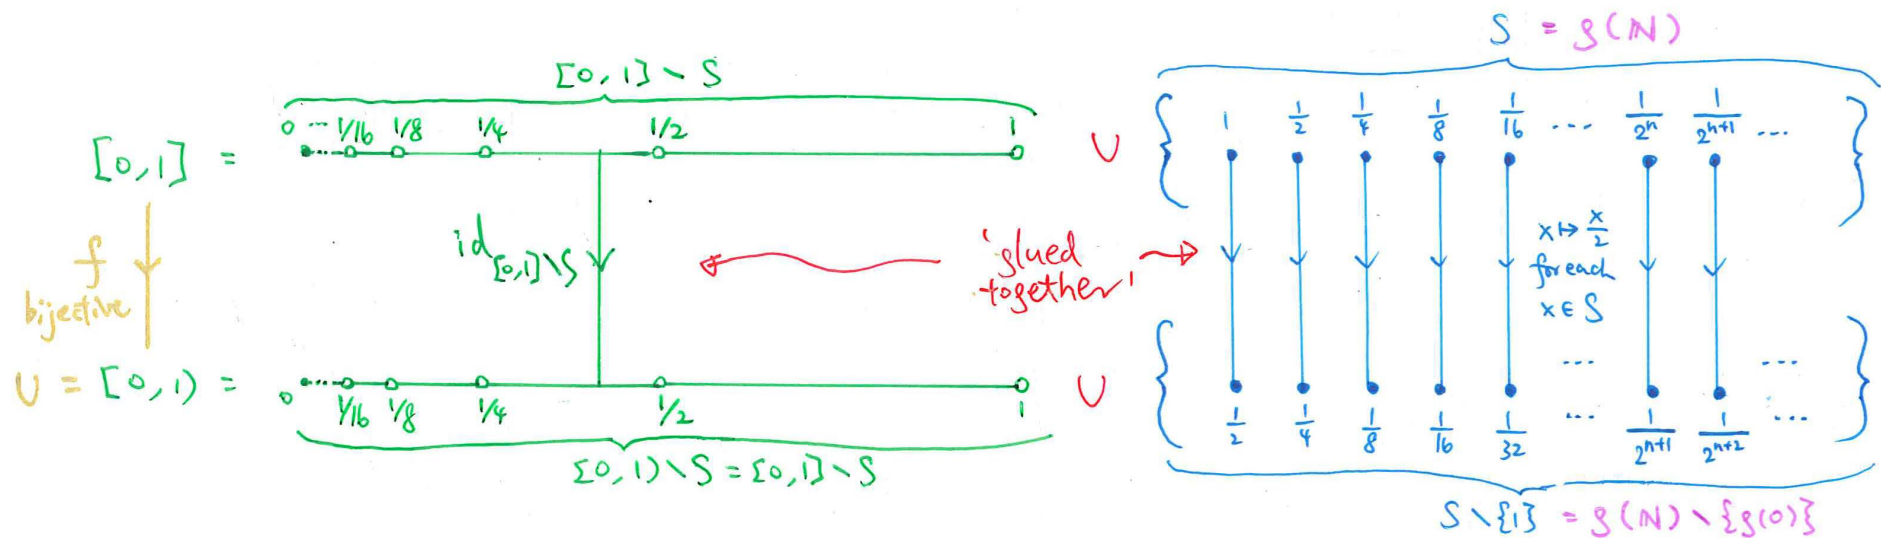 S = g(ℕ)
[0,1] \ S
0 ... 1/16 1/8 1/4 1/2 1
1 1/2 1/4 1/8 1/16 ... 1/2^n 1/2^{n+1} ...
[0,1] = ∪
f
bijective
id_{[0,1]\S}
'glued
together'
x ↦ x/2
for each
x ∈ S
... ...
U = [0,1) = ∪
0 1/16 1/8 1/4 1/2 1
1/2 1/4 1/8 1/16 1/32 ... 1/2^{n+1} 1/2^{n+2} ...
[0,1) \ S = [0,1] \ S
S \ {1} = g(ℕ) \ {g(0)}